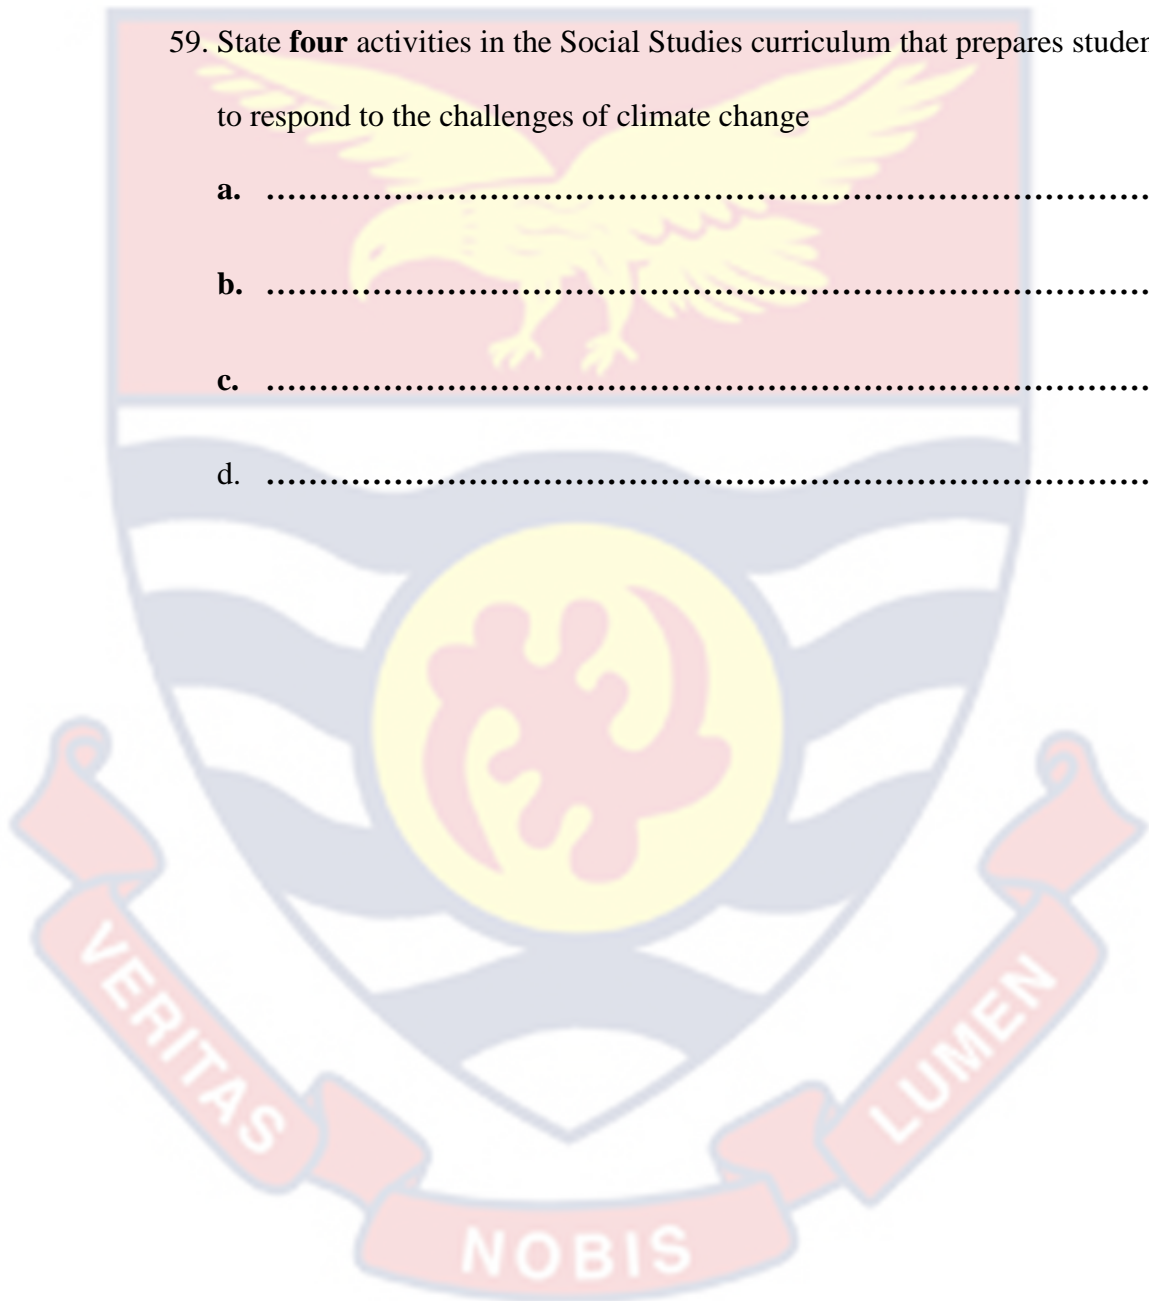 59. State four activities in the Social Studies curriculum that prepares studen
to respond to the challenges of climate change
a. ……………………………………………………………………………
b. ……………………………………………………………………………
c. ……………………………………………………………………………
d. ……………………………………………………………………………
VERITAS
NOBIS
LUMEN